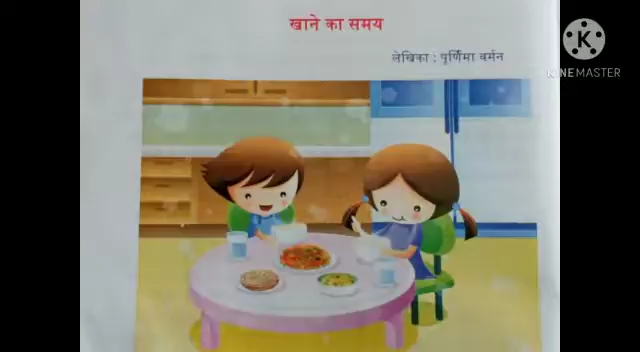 खाने का समय
लेखिका : पूर्णिमा वर्मन
KINEMASTER